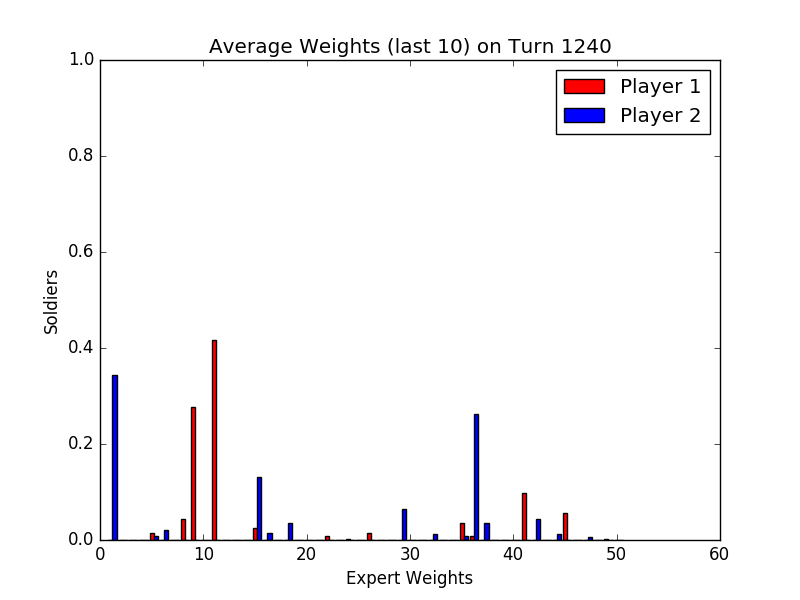 Average Weights (last 10) on Turn 1240
1.0
0.8
0.6
0.4
0.2
0.0
Soldiers
Player 1
Player 2
0 10 20 30 40 50 60
Expert Weights